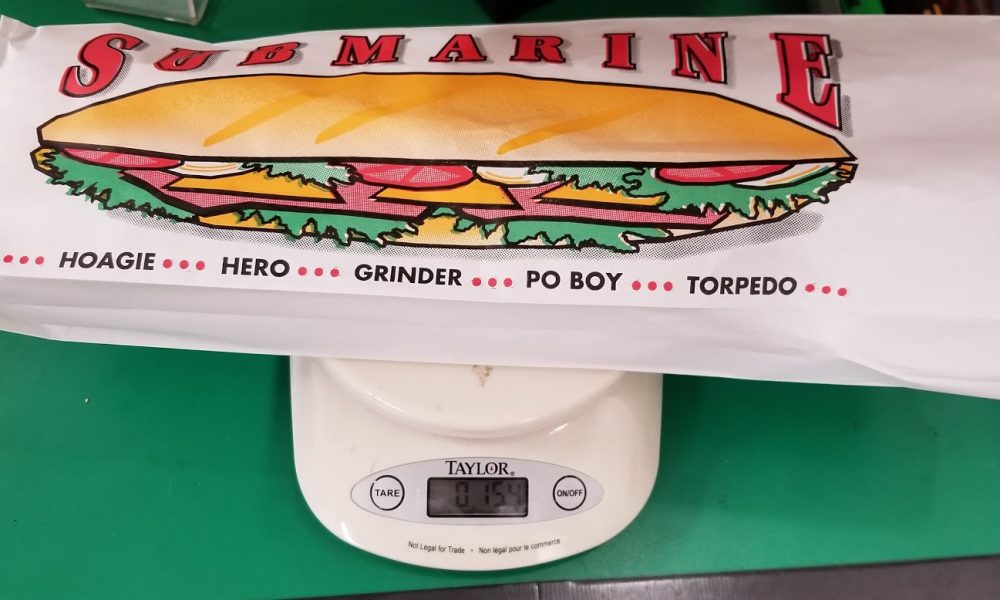 SUBMARINE
••• HOAGIE ••• HERO ••• GRINDER ••• PO BOY ••• TORPEDO •••
TAYLOR®
TARE
ON/OFF
Not Legal for Trade • Non légal pour le commerce